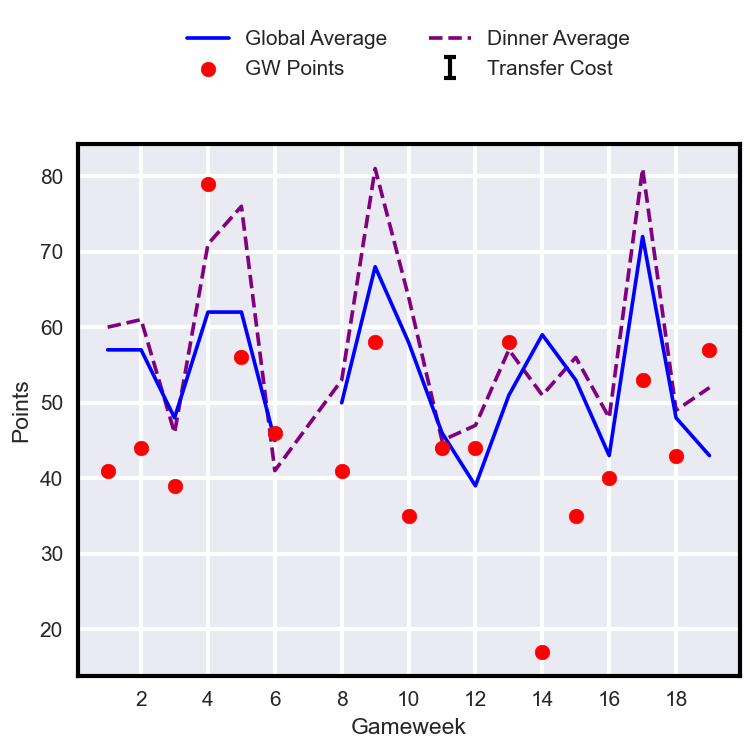 Global Average
Dinner Average
GW Points
Transfer Cost
80
70
60
50
40
30
20
Points
2 4 6 8 10 12 14 16 18
Gameweek